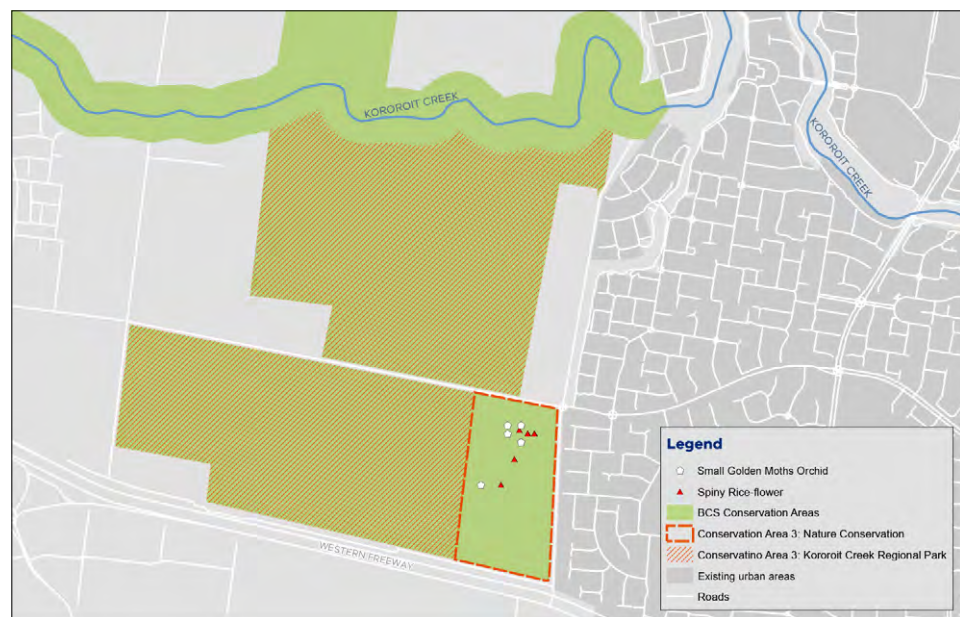 KOROROIT CREEK
KOROROIT CREEK
WESTERN FREEWAY
Legend
Small Golden Moths Orchid
Spiny Rice-flower
BCS Conservation Areas
Conservation Area 3: Nature Conservation
Conservatino Area 3: Kororoit Creek Regional Park
Existing urban areas
Roads